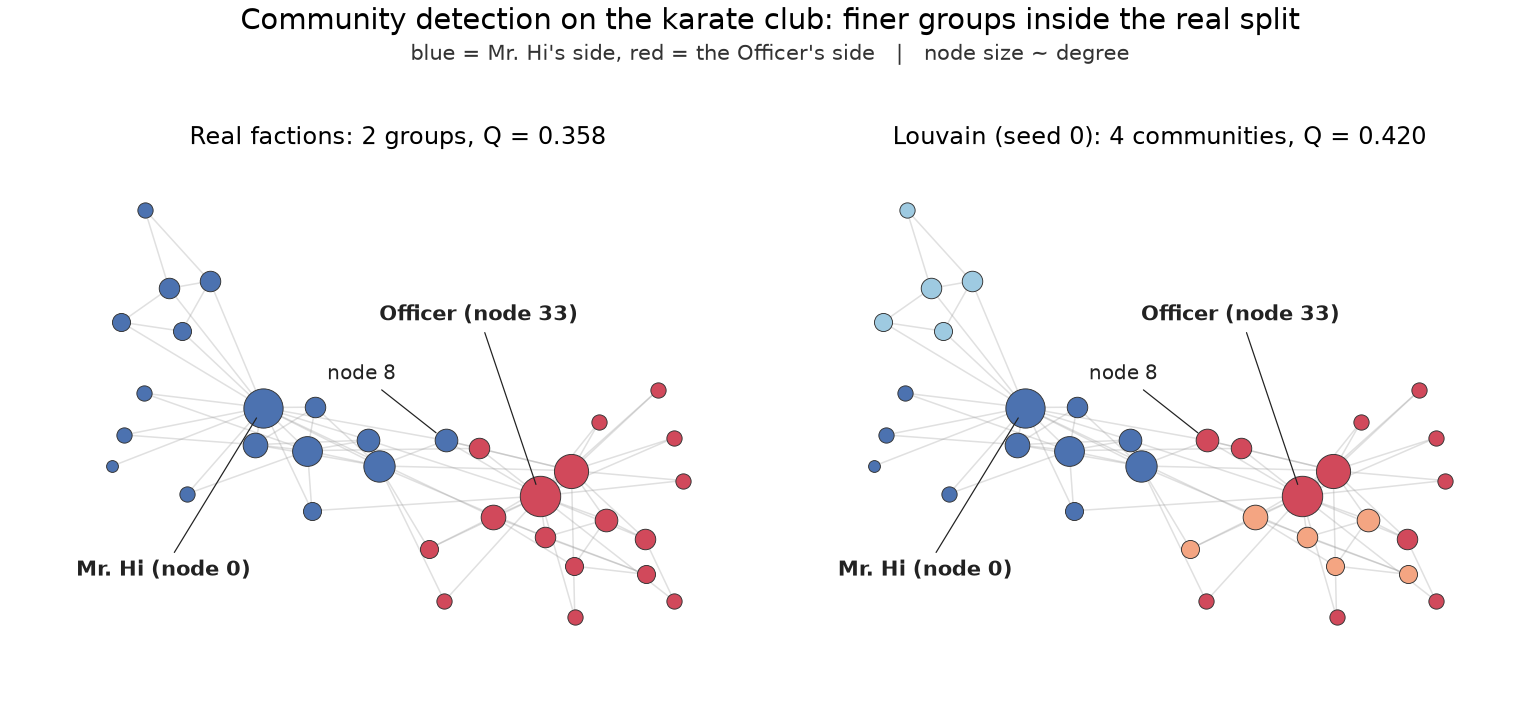 Community detection on the karate club: finer groups inside the real split
blue = Mr. Hi's side, red = the Officer's side | node size ~ degree
Real factions: 2 groups, Q = 0.358
Officer (node 33)
node 8
Mr. Hi (node 0)
Louvain (seed 0): 4 communities, Q = 0.420
Officer (node 33)
node 8
Mr. Hi (node 0)